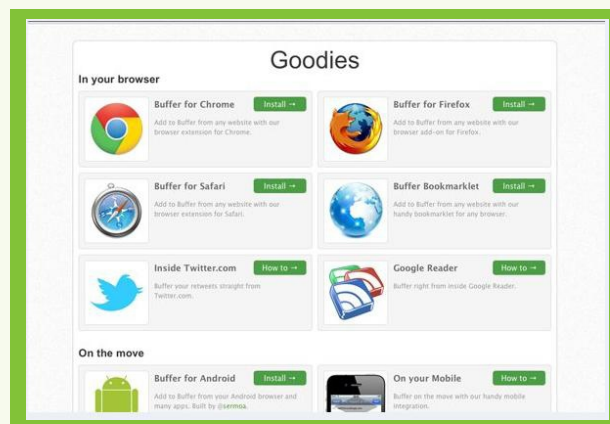 Goodies
In your browser
Buffer for Chrome
Install →
Add to Buffer from any website with our
browser extension for Chrome.
Buffer for Firefox
Install →
Add to Buffer from any website with our
browser add-on for Firefox.
Buffer for Safari
Install →
Add to Buffer from any website with our
browser extension for Safari.
Buffer Bookmarklet
Install →
Add to Buffer from any website with our
handy bookmarklet for any browser.
Inside Twitter.com
How to →
Buffer your retweets straight from
Twitter.com.
Google Reader
How to →
Buffer right from inside Google Reader.
On the move
Buffer for Android
Install →
Add to Buffer from your Android browser and
many apps. Built by @sermoa.
On your Mobile
How to →
Buffer on the move with our handy mobile
integration.